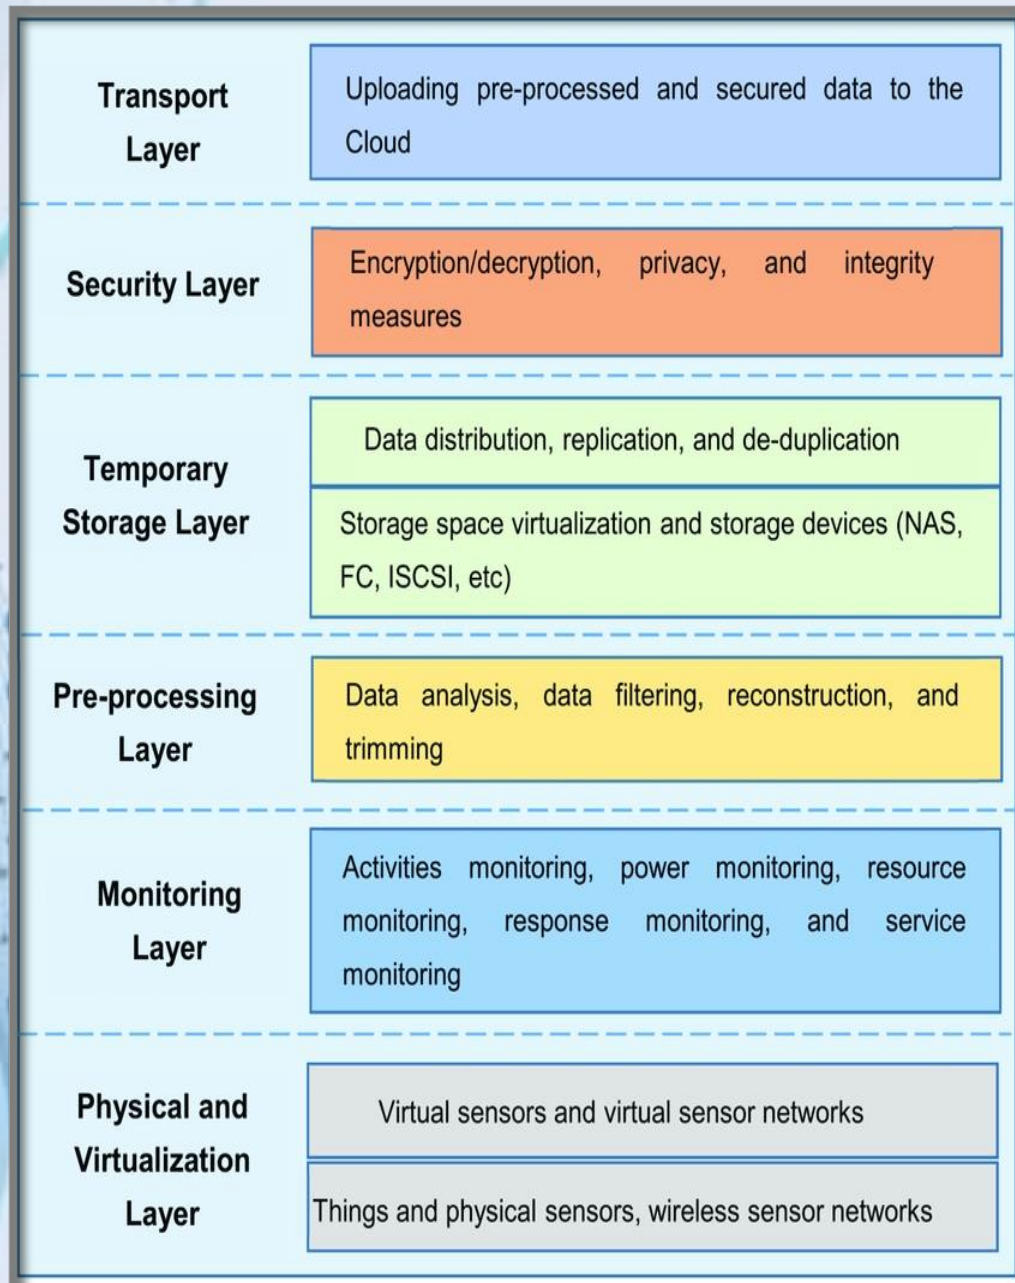 Transport
Layer
Uploading pre-processed and secured data to the
Cloud
Security Layer
Encryption/decryption, privacy, and integrity
measures
Temporary
Storage Layer
Data distribution, replication, and de-duplication
Storage space virtualization and storage devices (NAS,
FC, ISCSI, etc)
Pre-processing
Layer
Data analysis, data filtering, reconstruction, and
trimming
Monitoring
Layer
Activities monitoring, power monitoring, resource
monitoring, response monitoring, and service
monitoring
Physical and
Virtualization
Layer
Virtual sensors and virtual sensor networks
Things and physical sensors, wireless sensor networks